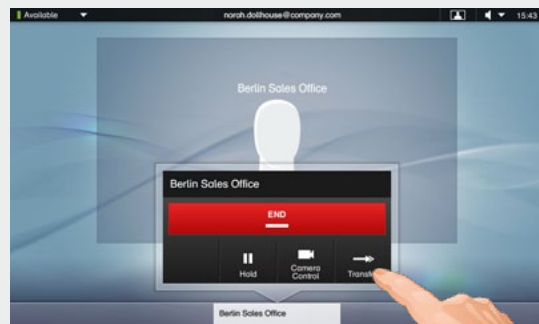 Available
norah.dollhouse@company.com
15:43
Berlin Sales Office
Berlin Sales Office
END
Hold
Camera
Control
Transfer
Berlin Sales Office